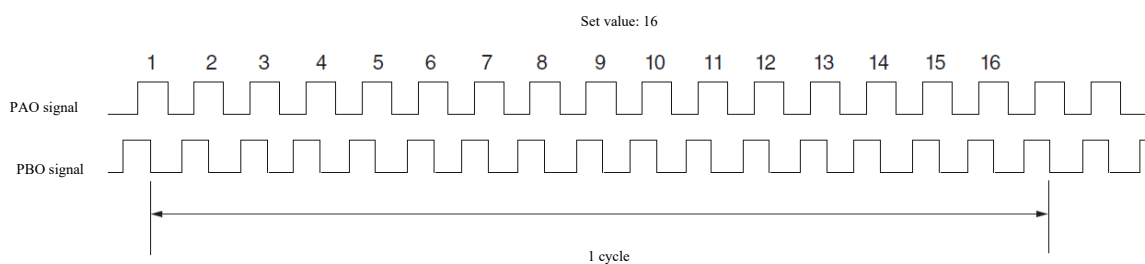 Set value: 16
1 2 3 4 5 6 7 8 9 10 11 12 13 14 15 16
PAO signal
PBO signal
1 cycle